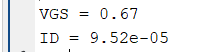 VGS = 0.67
ID = 9.52e-05